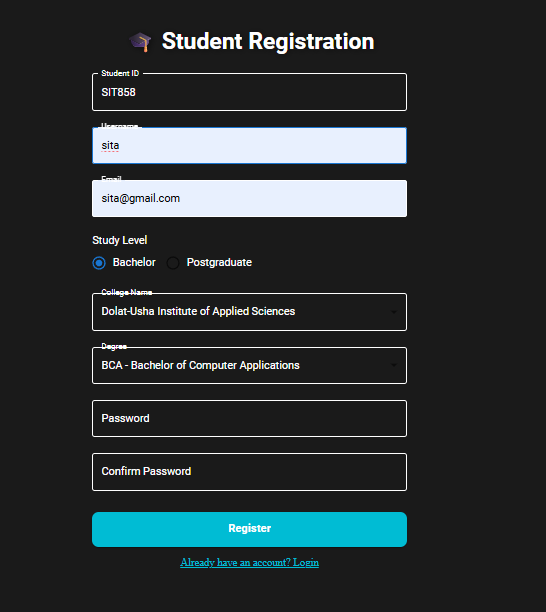 Student Registration
Student ID
SIT858
Username
sita
Email
sita@gmail.com
Study Level
Bachelor Postgraduate
College Name
Dolat-Usha Institute of Applied Sciences
Degree
BCA - Bachelor of Computer Applications
Password
Confirm Password
Register
Already have an account? Login